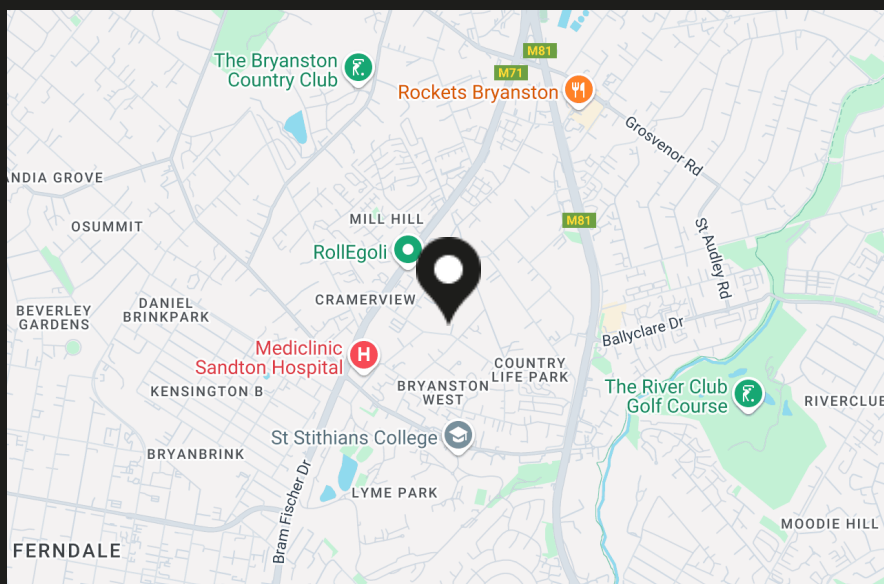 M81
The Bryanston
Country Club
M71
Rockets Bryanston
Grosvenor Rd
ANDIA GROVE
MILL HILL
M81
OSUMMIT
St Audley Rd
RollEgoli
CRAMERVIEW
DANIEL
BRINKPARK
BEVERLEY
GARDENS
Ballyclare Dr
Mediclinic
Sandton Hospital
H
COUNTRY
LIFE PARK
BRYANSTON
WEST
The River Club
Golf Course
KENSINGTON B
RIVERCLUB
St Stithians College
BRYANBRINK
LYME PARK
Bram Fischer Dr
MOODIE HILL
FERNDALE